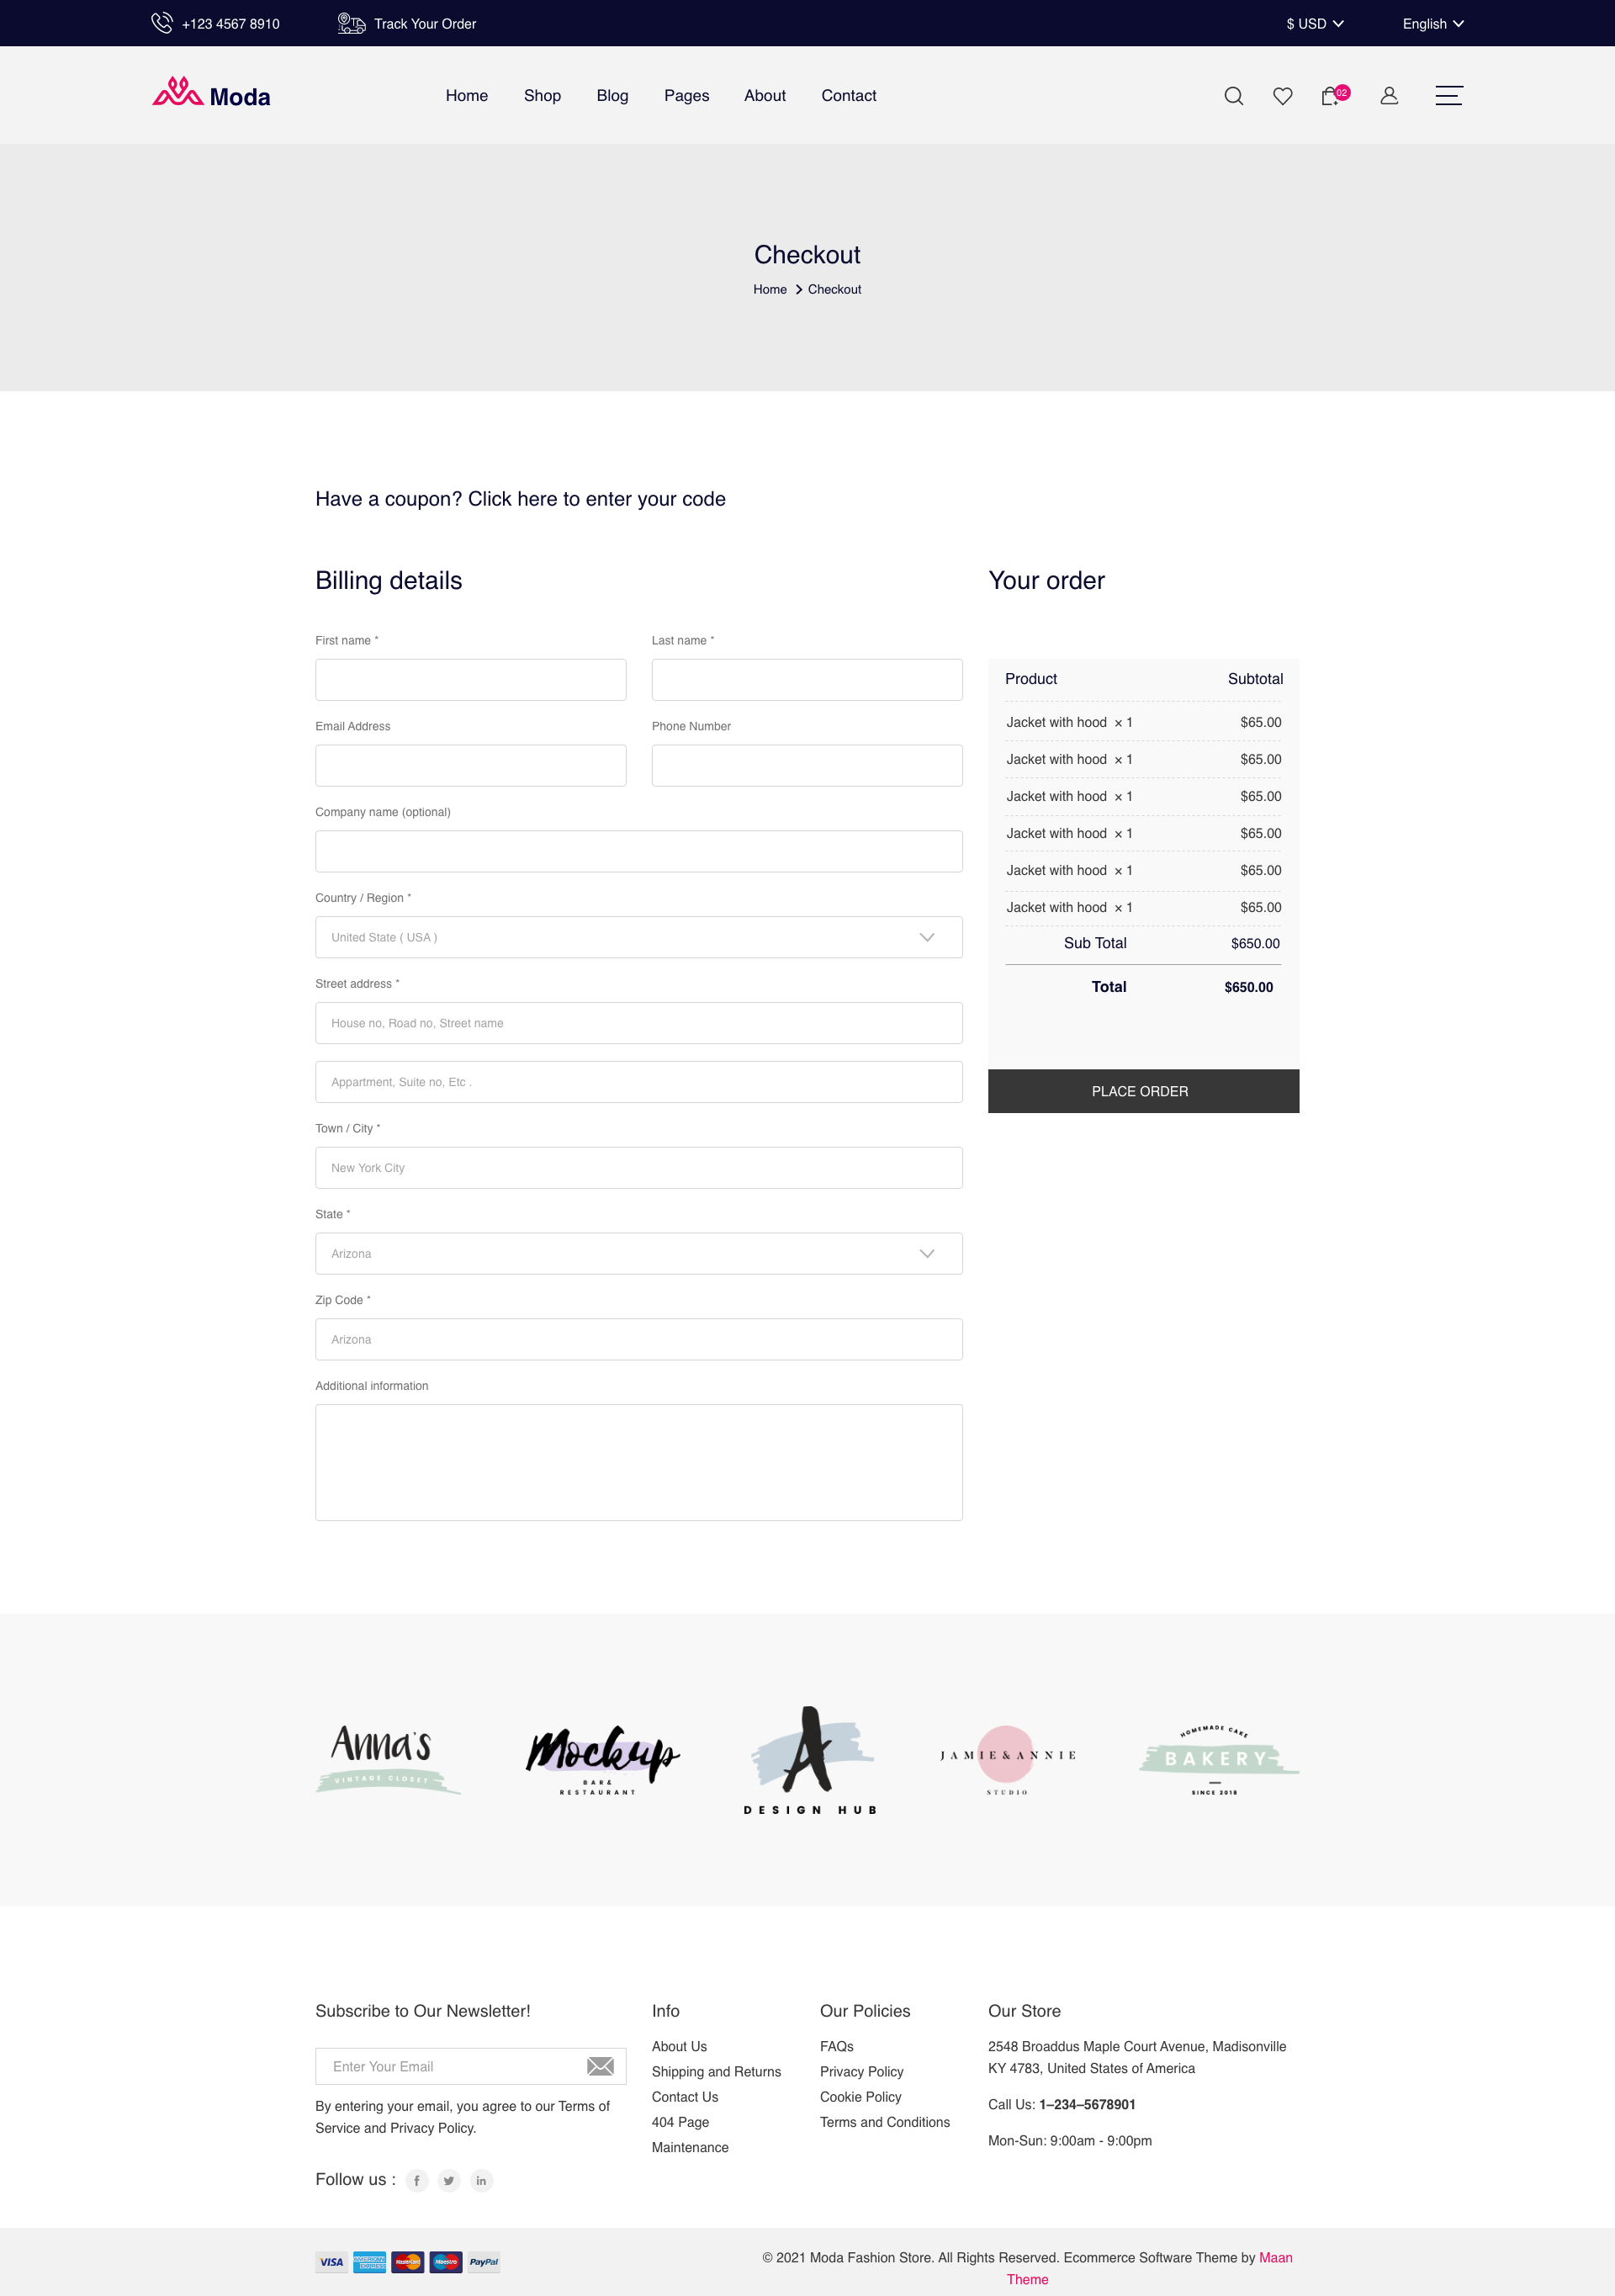 +123 4567 8910
Track Your Order
$ USD
English
Moda
Home
Shop
Blog
Pages
About
Contact
02
Checkout
Home
Checkout
Have a coupon? Click here to enter your code
Billing details
First name *
Last name *
Email Address
Phone Number
Company name (optional)
Country / Region *
United State ( USA )
Street address *
House no, Road no, Street name
Appartment, Suite no, Etc .
Town / City *
New York City
State *
Arizona
Zip Code *
Arizona
Additional information
Your order
Product Subtotal
Jacket with hood × 1 $65.00
Jacket with hood × 1 $65.00
Jacket with hood × 1 $65.00
Jacket with hood × 1 $65.00
Jacket with hood × 1 $65.00
Jacket with hood × 1 $65.00
Sub Total $650.00
Total $650.00
PLACE ORDER
Anna's
VINTAGE CLOSET
Mockup
BAR &
RESTAURANT
A
DESIGN HUB
JAMIE & ANNIE
STUDIO
HOMEMADE CAKE
BAKERY
SINCE 2018
Subscribe to Our Newsletter!
Enter Your Email
By entering your email, you agree to our Terms of
Service and Privacy Policy.
Follow us :
f
in
Info
About Us
Shipping and Returns
Contact Us
404 Page
Maintenance
Our Policies
FAQs
Privacy Policy
Cookie Policy
Terms and Conditions
Our Store
2548 Broaddus Maple Court Avenue, Madisonville
KY 4783, United States of America
Call Us: 1–234–5678901
Mon-Sun: 9:00am - 9:00pm
VISA
AMERICAN
EXPRESS
MasterCard
Maestro
PayPal
© 2021 Moda Fashion Store. All Rights Reserved. Ecommerce Software Theme by Maan
Theme